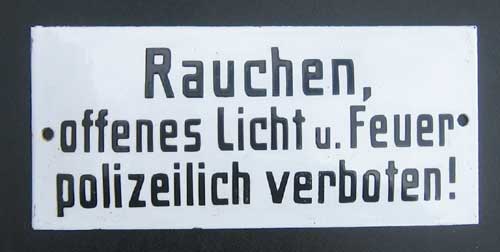 Rauchen,
offenes Licht u. Feuer
polizeilich verboten!